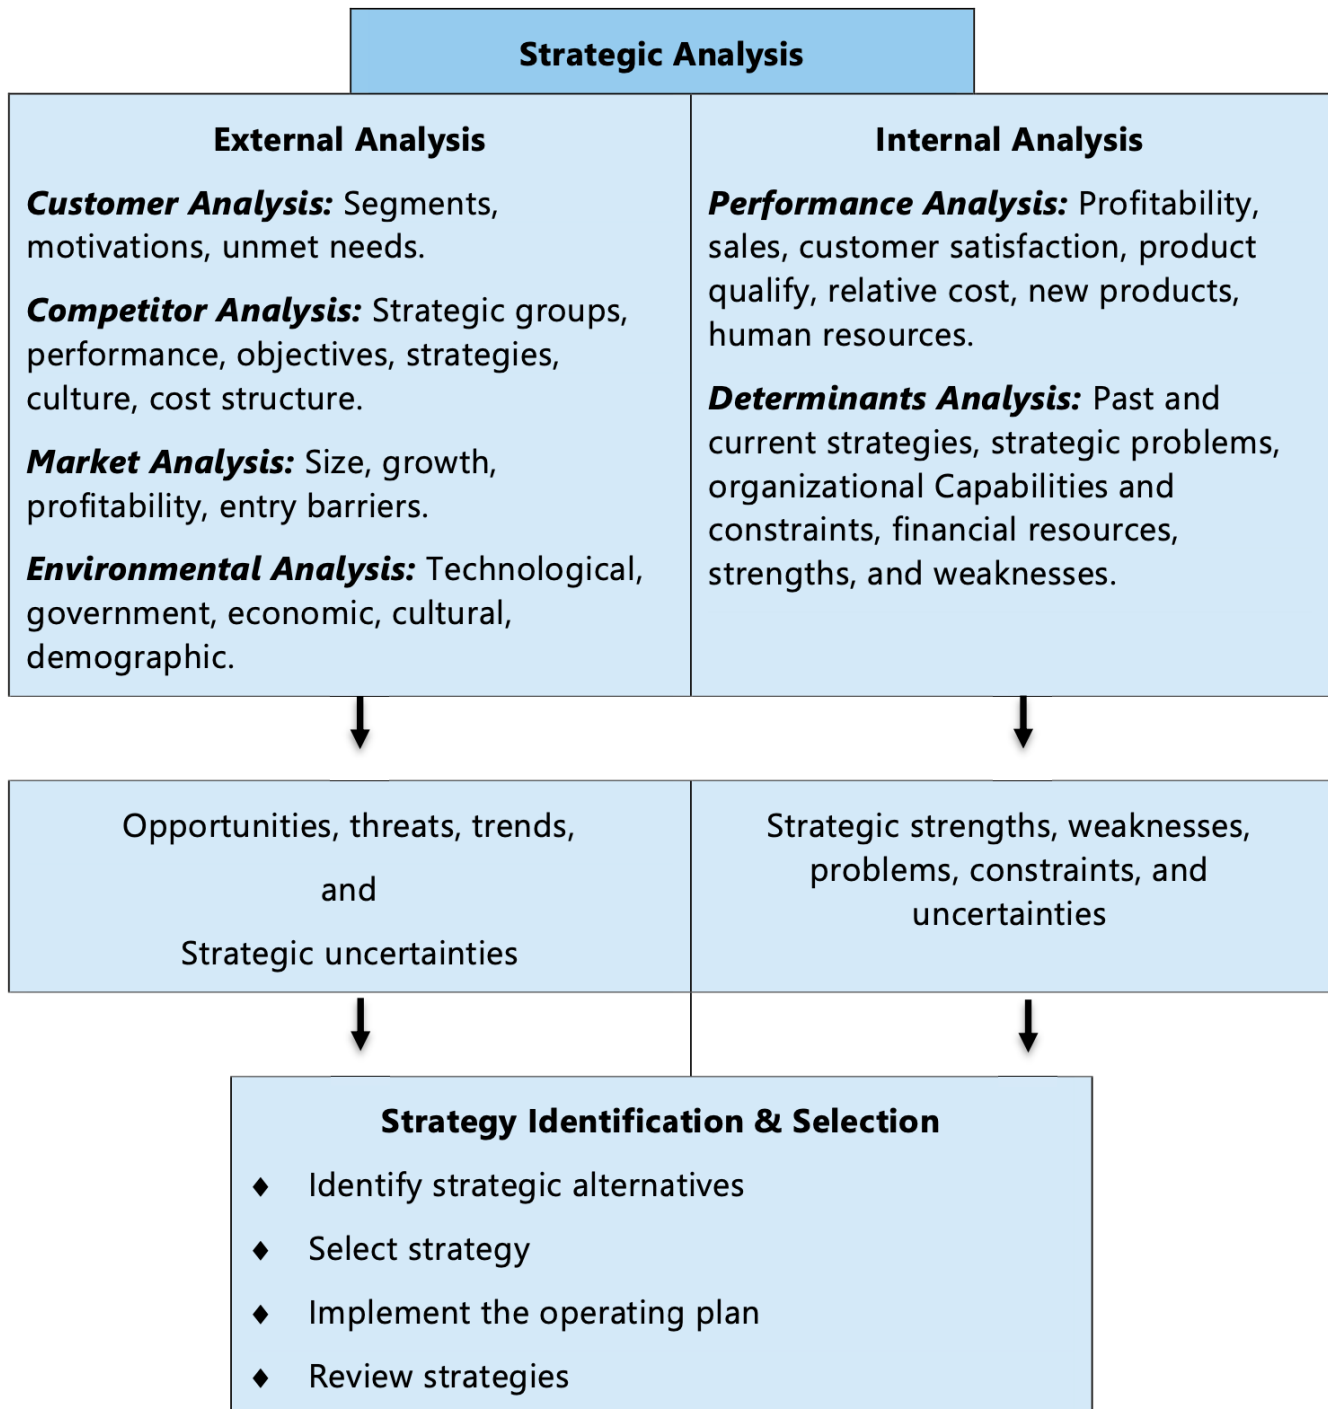 Strategic Analysis
External Analysis
Customer Analysis: Segments,
motivations, unmet needs.
Competitor Analysis: Strategic groups,
performance, objectives, strategies,
culture, cost structure.
Market Analysis: Size, growth,
profitability, entry barriers.
Environmental Analysis: Technological,
government, economic, cultural,
demographic.
Internal Analysis
Performance Analysis: Profitability,
sales, customer satisfaction, product
qualify, relative cost, new products,
human resources.
Determinants Analysis: Past and
current strategies, strategic problems,
organizational Capabilities and
constraints, financial resources,
strengths, and weaknesses.
Opportunities, threats, trends,
and
Strategic uncertainties
Strategic strengths, weaknesses,
problems, constraints, and
uncertainties
Strategy Identification & Selection
♦ Identify strategic alternatives
♦ Select strategy
♦ Implement the operating plan
♦ Review strategies